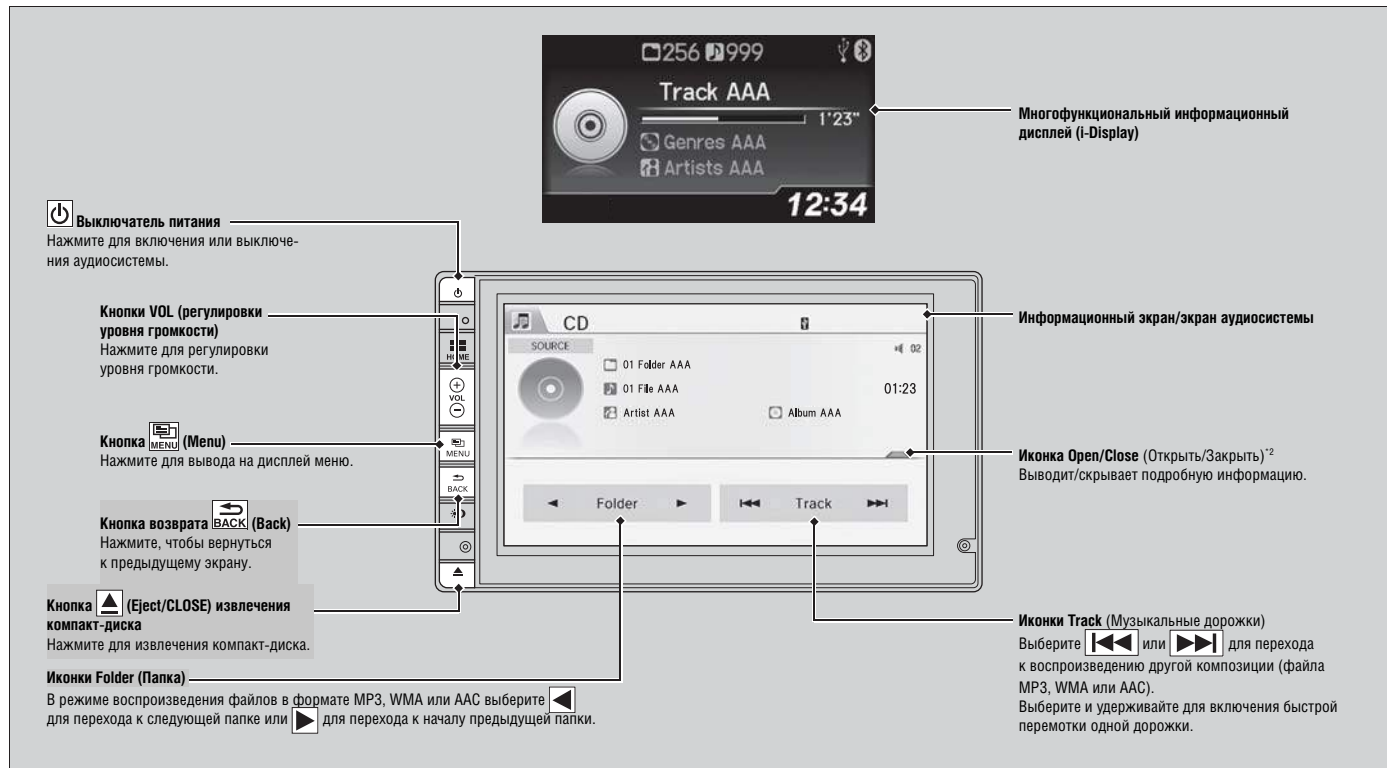 256 999
Track AAA
1'23"
Genres AAA
Artists AAA
12:34
Многофункциональный информационный
дисплей (i-Display)
Выключатель питания
Нажмите для включения или выключе-
ния аудиосистемы.
Кнопки VOL (регулировки
уровня громкости)
Нажмите для регулировки
уровня громкости.
Кнопка MENU (Menu)
Нажмите для вывода на дисплей меню.
Кнопка возврата BACK (Back)
Нажмите, чтобы вернуться
к предыдущему экрану.
Кнопка (Eject/CLOSE) извлечения
компакт-диска
Нажмите для извлечения компакт-диска.
Иконки Folder (Папка)
В режиме воспроизведения файлов в формате MP3, WMA или AAC выберите
для перехода к следующей папке или для перехода к началу предыдущей папки.
HOME
VOL
MENU
BACK
CD
SOURCE
02
01 Folder AAA
01 File AAA
01:23
Artist AAA
Album AAA
Folder
Track
Информационный экран/экран аудиосистемы
Иконка Open/Close (Открыть/Закрыть)*2
Выводит/скрывает подробную информацию.
Иконки Track (Музыкальные дорожки)
Выберите или для перехода
к воспроизведению другой композиции (файла
MP3, WMA или AAC).
Выберите и удерживайте для включения быстрой
перемотки одной дорожки.